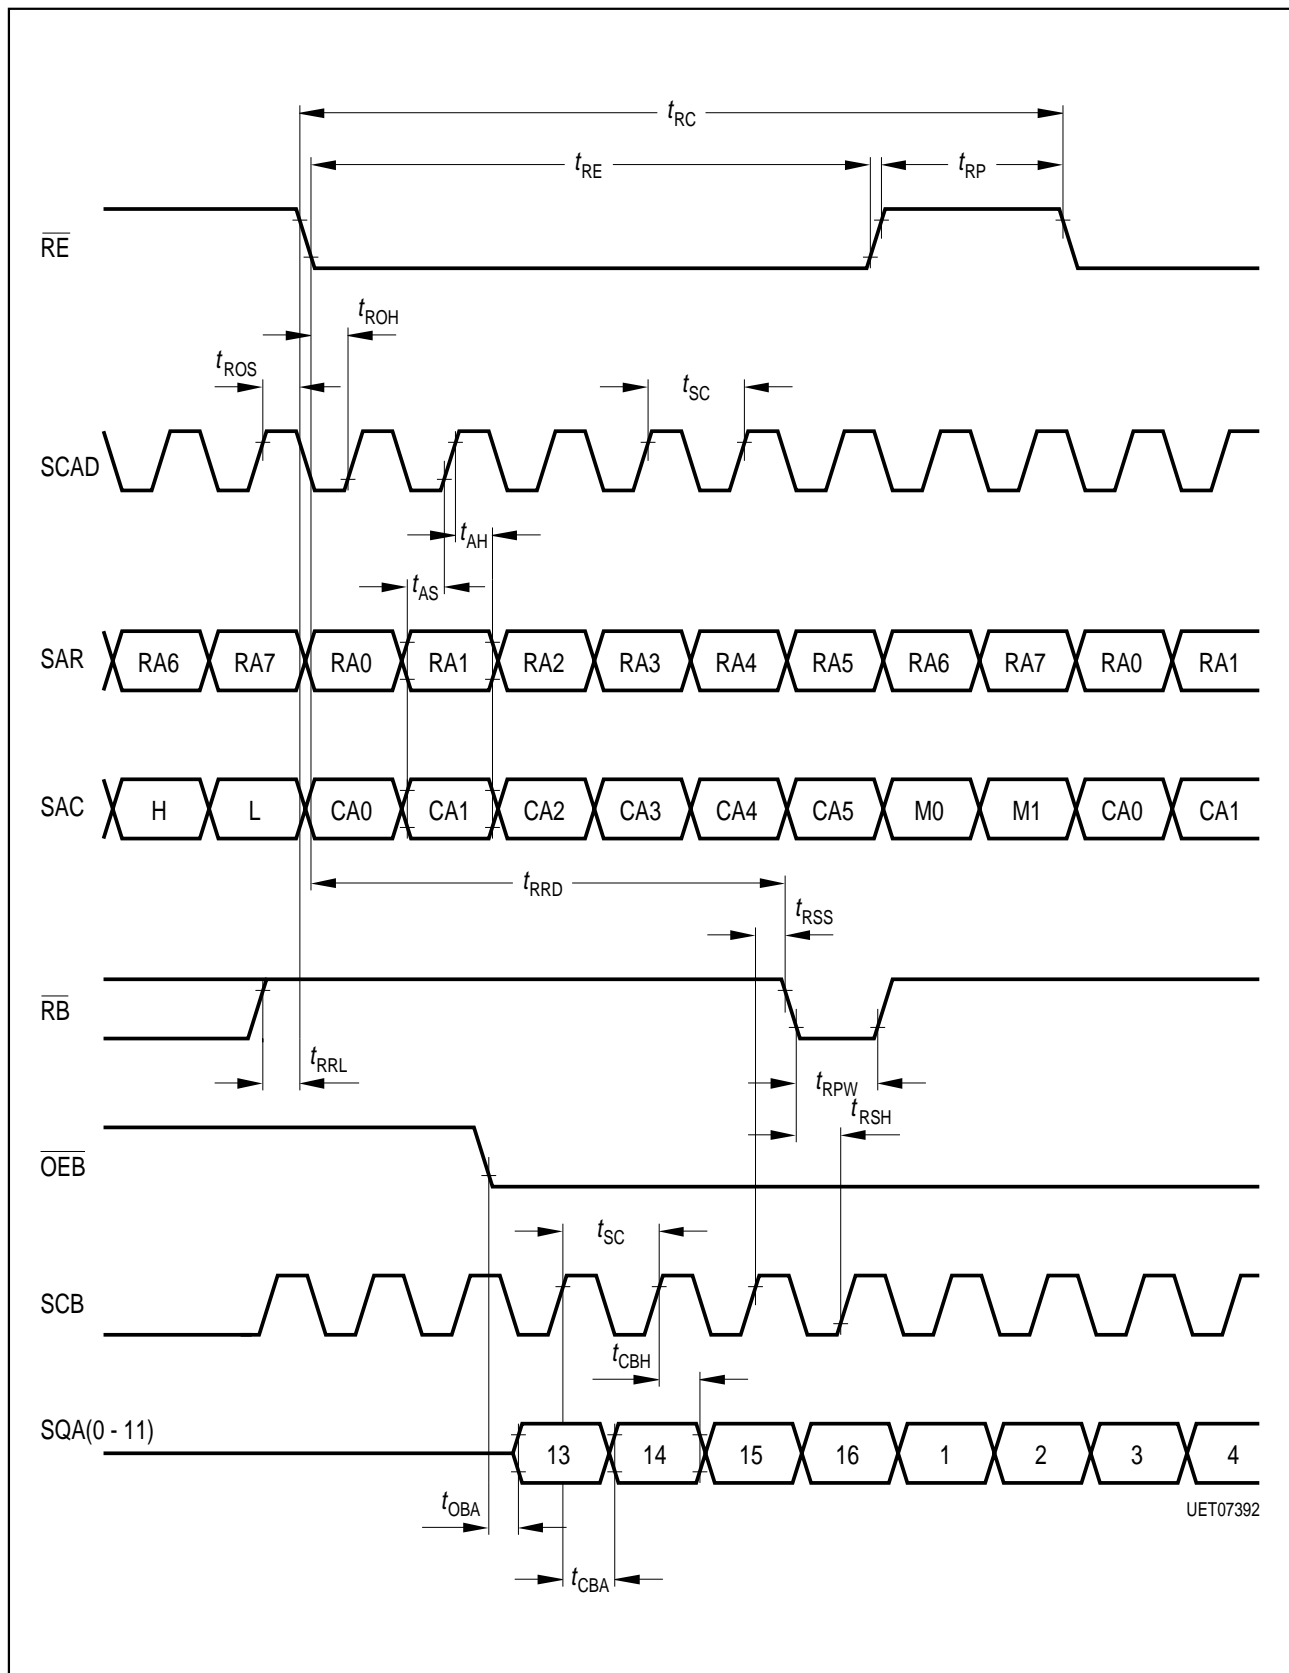 tRC
tRE
tRP
RE
tROH
tROS
tSC
SCAD
tAH
tAS
SAR RA6 RA7 RA0 RA1 RA2 RA3 RA4 RA5 RA6 RA7 RA0 RA1
SAC H L CA0 CA1 CA2 CA3 CA4 CA5 M0 M1 CA0 CA1
tRRD
tRSS
RB
tRRL
tRPW
tRSH
OEB
tSC
SCB
tCBH
SQA(0 - 11) 13 14 15 16 1 2 3 4
tOBA
UET07392
tCBA